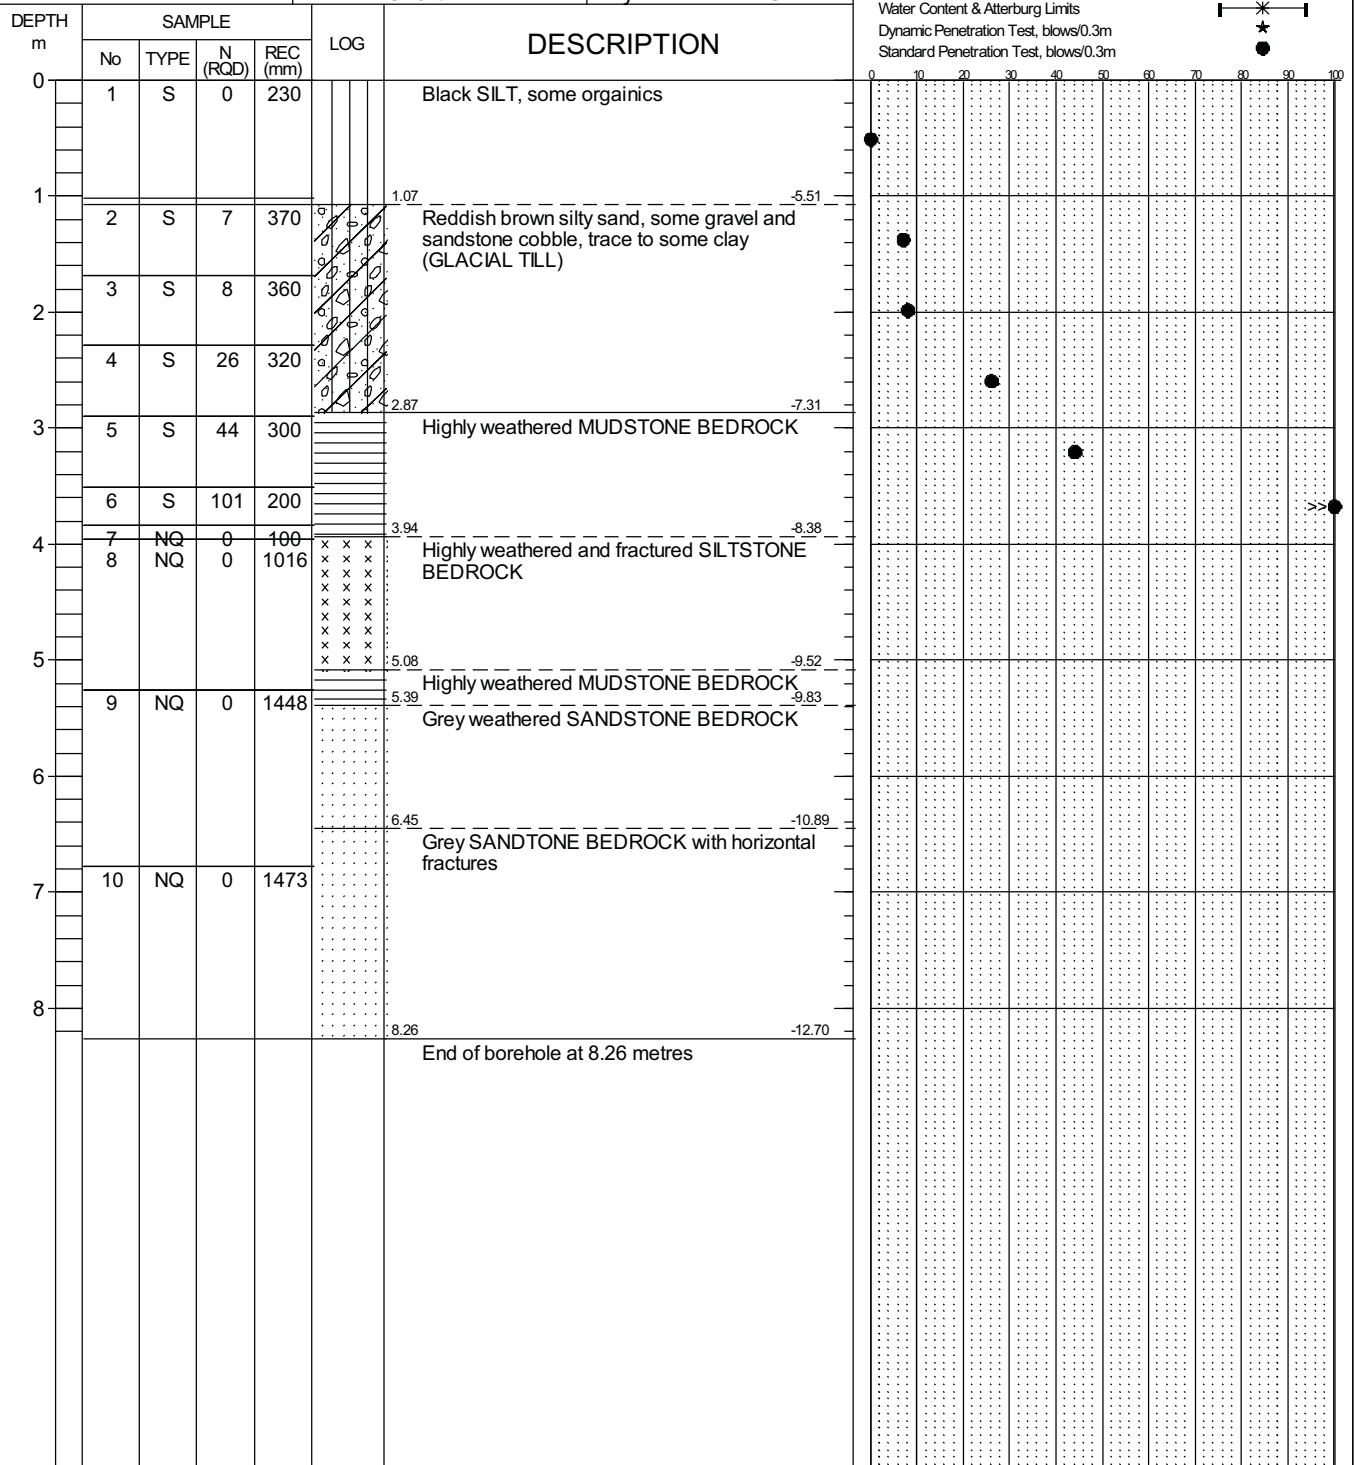 Water Content & Atterburg Limits
Dynamic Penetration Test, blows/0.3m
Standard Penetration Test, blows/0.3m
DEPTH m
SAMPLE
No TYPE N (RQD) REC (mm)
LOG
DESCRIPTION
0 10 20 30 40 50 60 70 80 90 100
0
1 S 0 230 Black SILT, some orgainics
1 1.07 -5.51
2 S 7 370 Reddish brown silty sand, some gravel and
sandstone cobble, trace to some clay
(GLACIAL TILL)
3 S 8 360
2
4 S 26 320
2.87 -7.31
3
5 S 44 300 Highly weathered MUDSTONE BEDROCK
6 S 101 200
>>
3.94 -8.38
7 NQ 0 100
4
8 NQ 0 1016 Highly weathered and fractured SILTSTONE
BEDROCK
5 5.08 -9.52
Highly weathered MUDSTONE BEDROCK
5.39 -9.83
9 NQ 0 1448
Grey weathered SANDSTONE BEDROCK
6
6.45 -10.89
Grey SANDTONE BEDROCK with horizontal
fractures
10 NQ 0 1473
7
8
8.26 -12.70
End of borehole at 8.26 metres